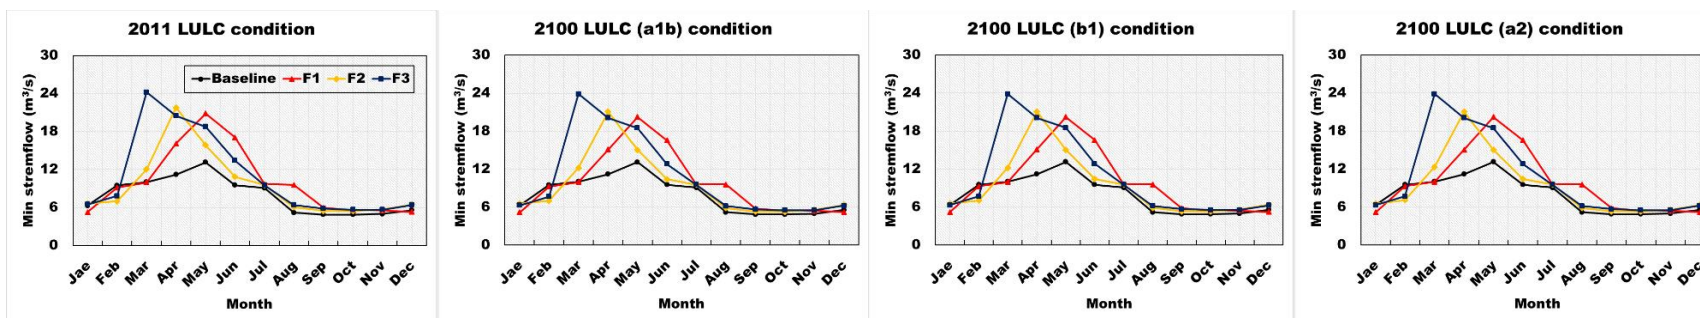 2011 LULC condition
30
24
18
12
6
0
Min stremflow (m³/s)
Baseline F1 F2 F3
Jae Feb Mar Apr May Jun Jul Aug Sep Oct Nov Dec
Month
2100 LULC (a1b) condition
30
24
18
12
6
0
Min stremflow (m³/s)
Jae Feb Mar Apr May Jun Jul Aug Sep Oct Nov Dec
Month
2100 LULC (b1) condition
30
24
18
12
6
0
Min stremflow (m³/s)
Jae Feb Mar Apr May Jun Jul Aug Sep Oct Nov Dec
Month
2100 LULC (a2) condition
30
24
18
12
6
0
Min stremflow (m³/s)
Jae Feb Mar Apr May Jun Jul Aug Sep Oct Nov Dec
Month